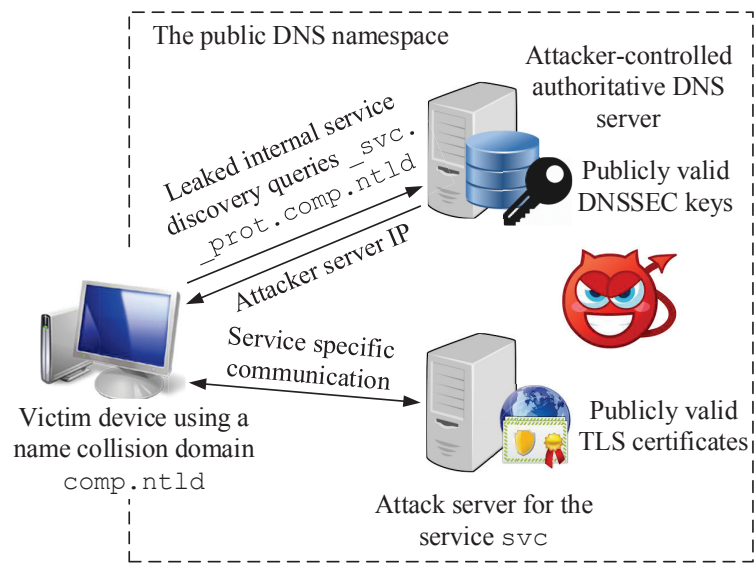 The public DNS namespace
Attacker-controlled
authoritative DNS
server
Leaked internal service
discovery queries _svc.
_prot.comp.ntld
Publicly valid
DNSSEC keys
Attacker server IP
Service specific
communication
Victim device using a
name collision domain
comp.ntld
Publicly valid
TLS certificates
Attack server for the
service svc